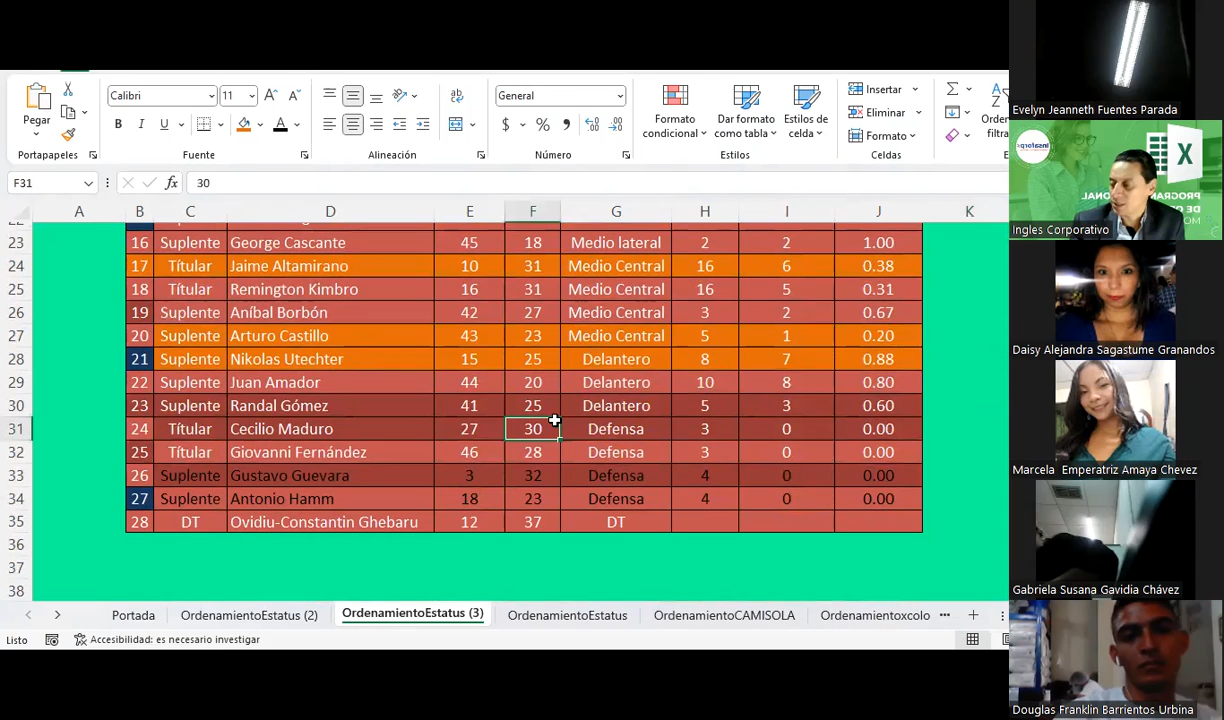 Pegar
Portapapeles
Calibri
11
Fuente
Alineación
General
Número
Formato condicional
Dar formato como tabla
Estilos de celda
Estilos
Insertar
Eliminar
Formato
Celdas
F31
30
A B C D E F G H I J K
23 16 Suplente George Cascante 45 18 Medio lateral 2 2 1.00
24 17 Títular Jaime Altamirano 10 31 Medio Central 16 6 0.38
25 18 Títular Remington Kimbro 16 31 Medio Central 16 5 0.31
26 19 Suplente Aníbal Borbón 42 27 Medio Central 3 2 0.67
27 20 Suplente Arturo Castillo 43 23 Medio Central 5 1 0.20
28 21 Suplente Nikolas Utechter 15 25 Delantero 8 7 0.88
29 22 Suplente Juan Amador 44 20 Delantero 10 8 0.80
30 23 Suplente Randal Gómez 41 25 Delantero 5 3 0.60
31 24 Títular Cecilio Maduro 27 30 Defensa 3 0 0.00
32 25 Títular Giovanni Fernández 46 28 Defensa 3 0 0.00
33 26 Suplente Gustavo Guevara 3 32 Defensa 4 0 0.00
34 27 Suplente Antonio Hamm 18 23 Defensa 4 0 0.00
35 28 DT Ovidiu-Constantin Ghebaru 12 37 DT
36
37
38
Portada OrdenamientoEstatus (2) OrdenamientoEstatus (3) OrdenamientoEstatus OrdenamientoCAMISOLA Ordenamientoxcolo
Listo Accesibilidad: es necesario investigar
Evelyn Jeanneth Fuentes Parada
Ingles Corporativo
Daisy Alejandra Sagastume Granandos
Marcela Emperatriz Amaya Chevez
Gabriela Susana Gavidia Chávez
Douglas Franklin Barrientos Urbina